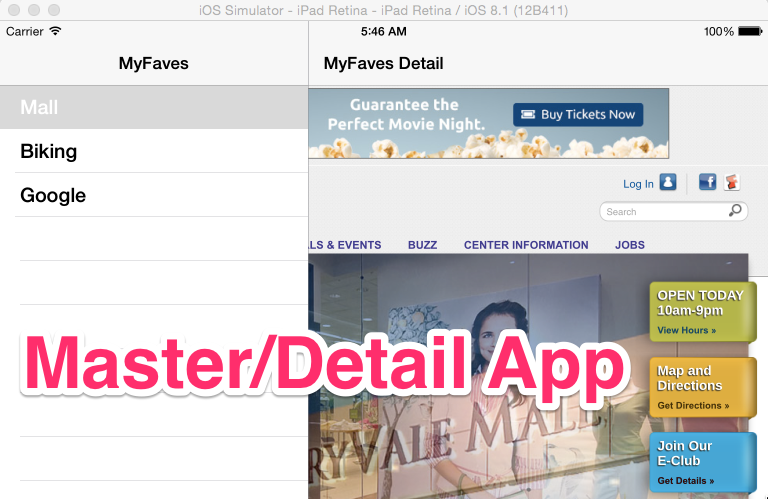 iOS Simulator - iPad Retina - iPad Retina / iOS 8.1 (12B411)
Carrier
5:46 AM
100%
MyFaves
MyFaves Detail
Mall
Biking
Google
Guarantee the
Perfect Movie Night.
Buy Tickets Now
Log In
f
Search
LS & EVENTS
BUZZ
CENTER INFORMATION
JOBS
OPEN TODAY
10am-9pm
View Hours »
Map and
Directions
Get Directions »
Join Our
E-Club
Get Details »
Master/Detail App
RYVALE MALL